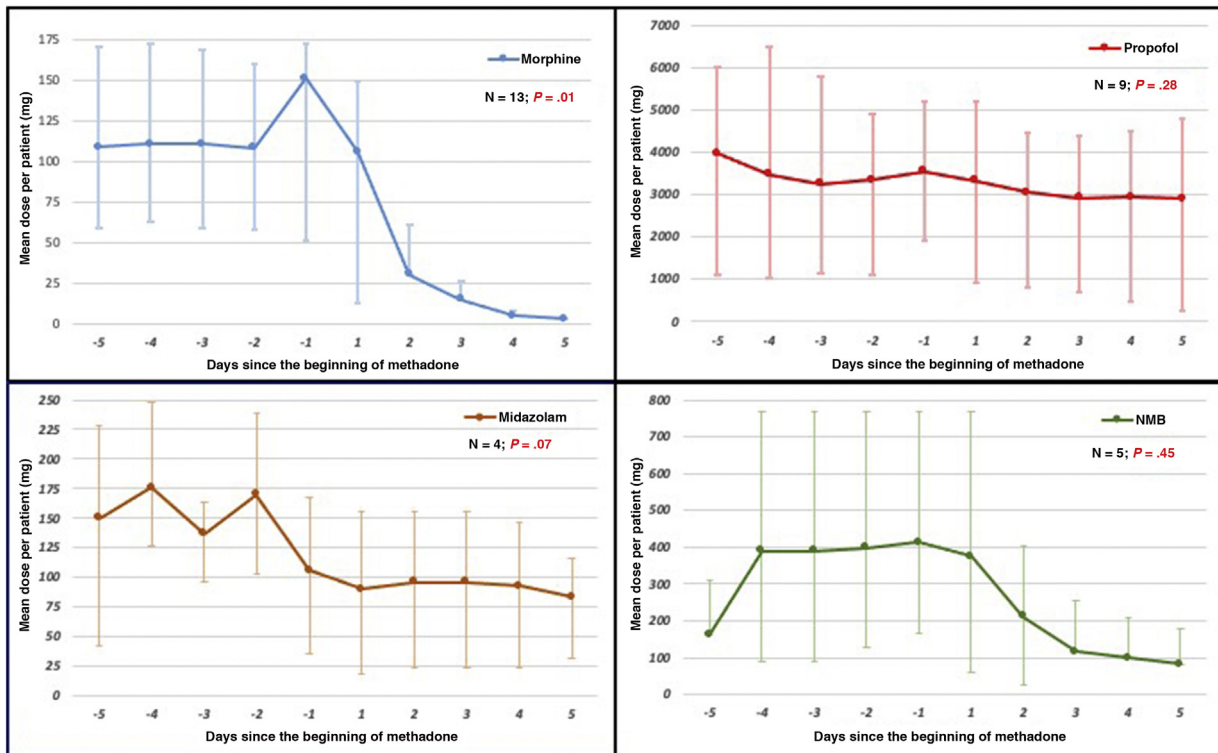 Mean dose per patient (mg)
175
150
125
100
75
50
25
0
Morphine
N = 13; P = .01
-5 -4 -3 -2 -1 1 2 3 4 5
Days since the beginning of methadone
Mean dose per patient (mg)
7000
6000
5000
4000
3000
2000
1000
0
Propofol
N = 9; P = .28
-5 -4 -3 -2 -1 1 2 3 4 5
Days since the beginning of methadone
Mean dose per patient (mg)
250
225
200
175
150
125
100
75
50
25
0
Midazolam
N = 4; P = .07
-5 -4 -3 -2 -1 1 2 3 4 5
Days since the beginning of methadone
Mean dose per patient (mg)
800
700
600
500
400
300
200
100
0
NMB
N = 5; P = .45
-5 -4 -3 -2 -1 1 2 3 4 5
Days since the beginning of methadone